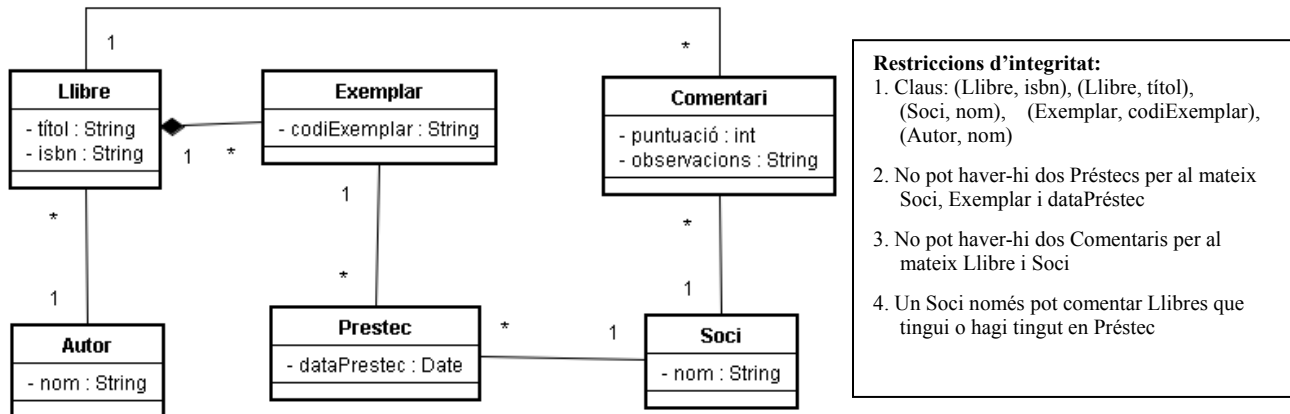 1
*
Llibre
- títol : String
- isbn : String
1
*
Exemplar
- codiExemplar : String
Comentari
- puntuació : int
- observacions : String
*
1
*
1
*
1
Autor
- nom : String
Prestec
- dataPrestec : Date
*
1
Soci
- nom : String
Restriccions d'integritat:
1. Claus: (Llibre, isbn), (Llibre, títol),
(Soci, nom), (Exemplar, codiExemplar),
(Autor, nom)
2. No pot haver-hi dos Préstecs per al mateix
Soci, Exemplar i dataPréstec
3. No pot haver-hi dos Comentaris per al
mateix Llibre i Soci
4. Un Soci només pot comentar Llibres que
tingui o hagi tingut en Préstec